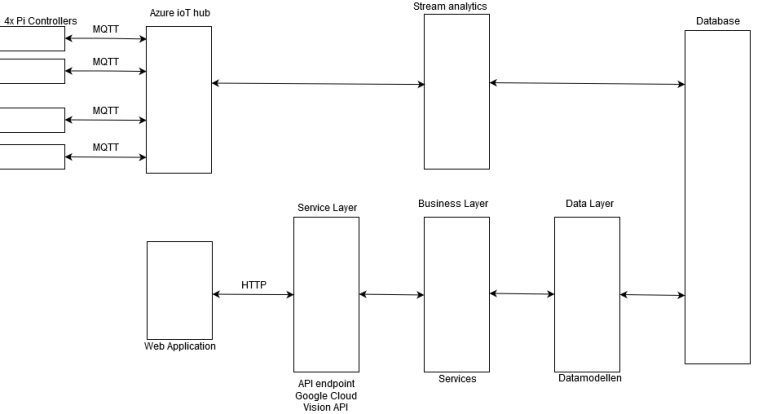 4x Pi Controllers
Azure ioT hub
Stream analytics
Database
MQTT
MQTT
MQTT
MQTT
Service Layer
Business Layer
Data Layer
HTTP
Web Application
API endpoint
Google Cloud
Vision API
Services
Datamodellen